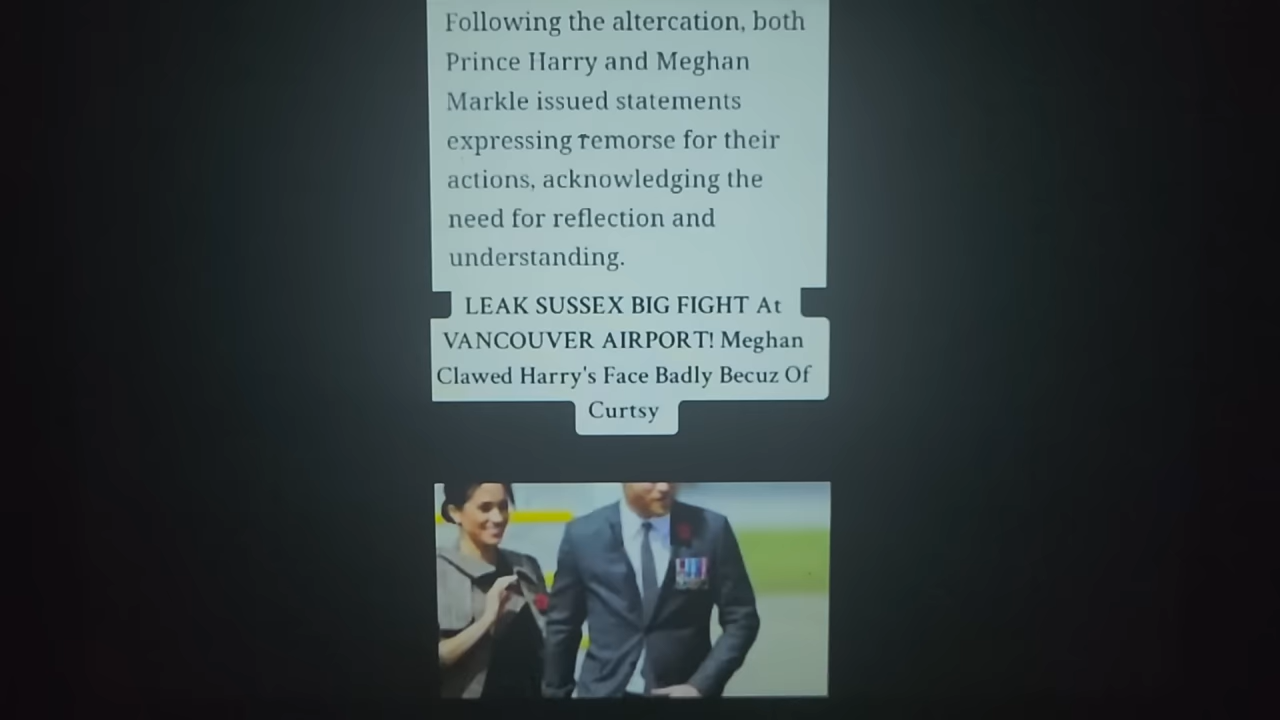 Following the altercation, both
Prince Harry and Meghan
Markle issued statements
expressing remorse for their
actions, acknowledging the
need for reflection and
understanding.
LEAK SUSSEX BIG FIGHT At
VANCOUVER AIRPORT! Meghan
Clawed Harry's Face Badly Becuz Of
Curtsy